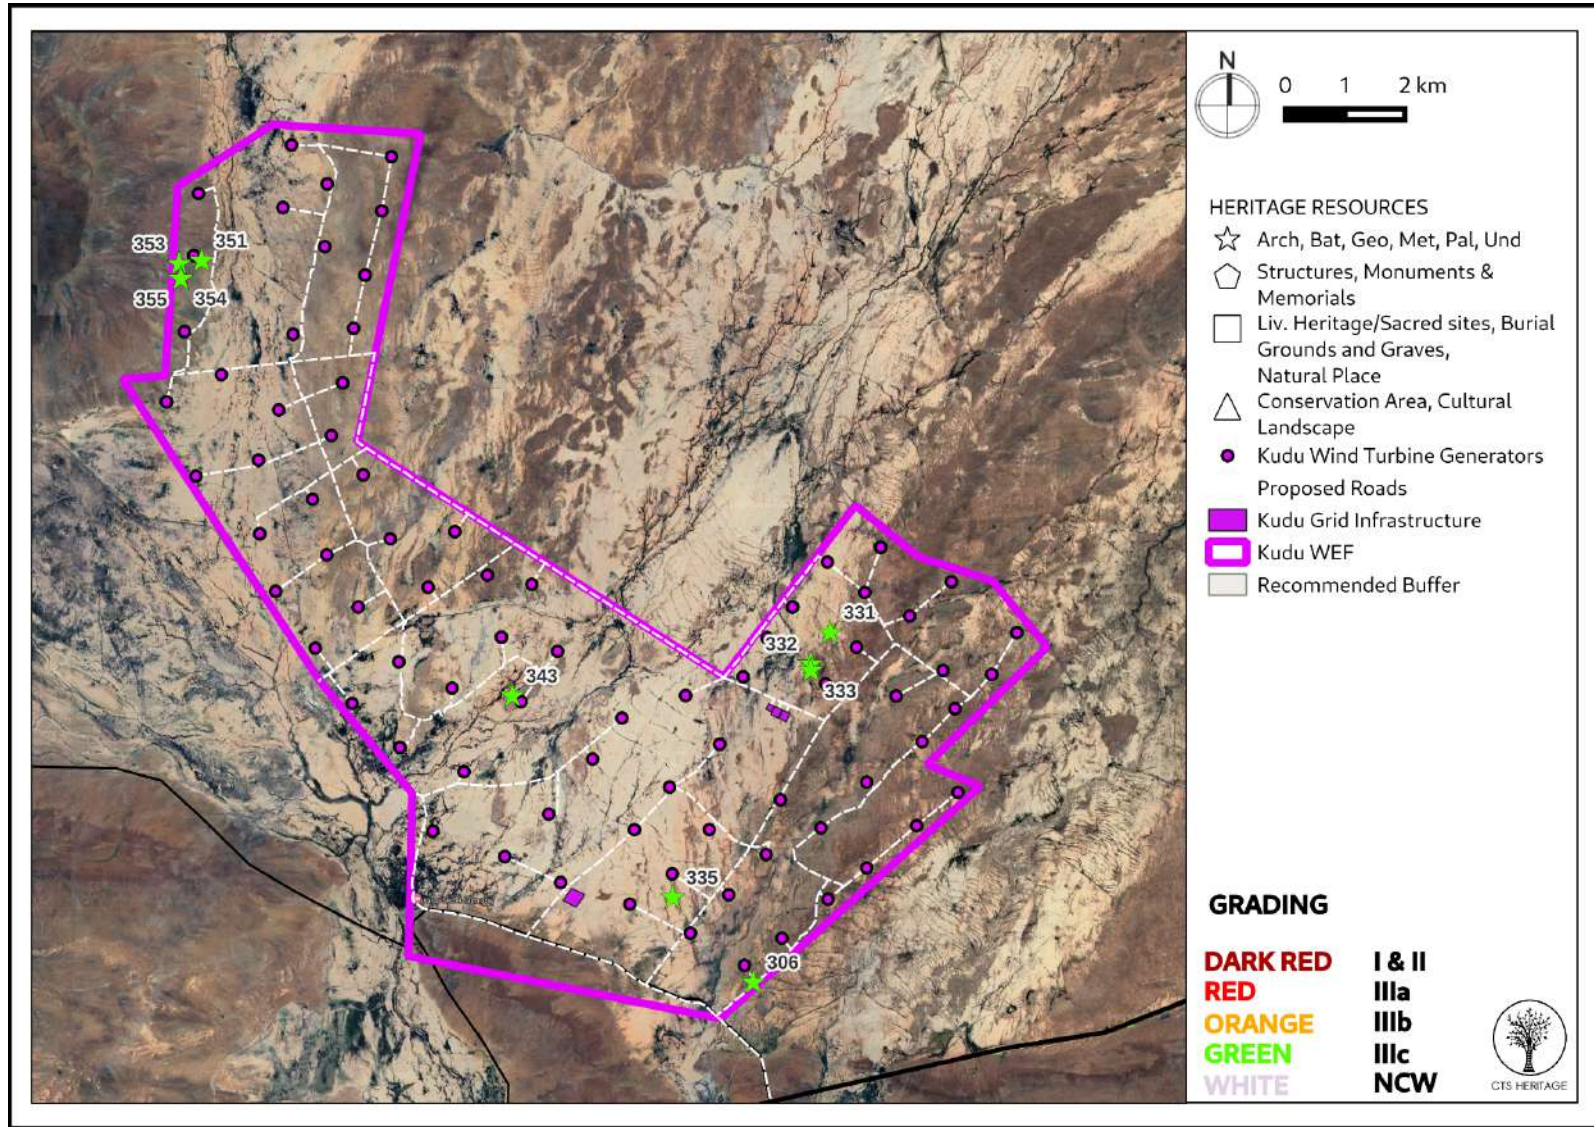 N
0 1 2 km
HERITAGE RESOURCES
Arch, Bat, Geo, Met, Pal, Und
Structures, Monuments &
Memorials
Liv. Heritage/Sacred sites, Burial
Grounds and Graves,
Natural Place
Conservation Area, Cultural
Landscape
Kudu Wind Turbine Generators
Proposed Roads
Kudu Grid Infrastructure
Kudu WEF
Recommended Buffer
353 351
355 354
331
332
333
343
335
306
GRADING
DARK RED I & II
RED IIIa
ORANGE IIIb
GREEN IIIc
WHITE NCW
CTS HERITAGE